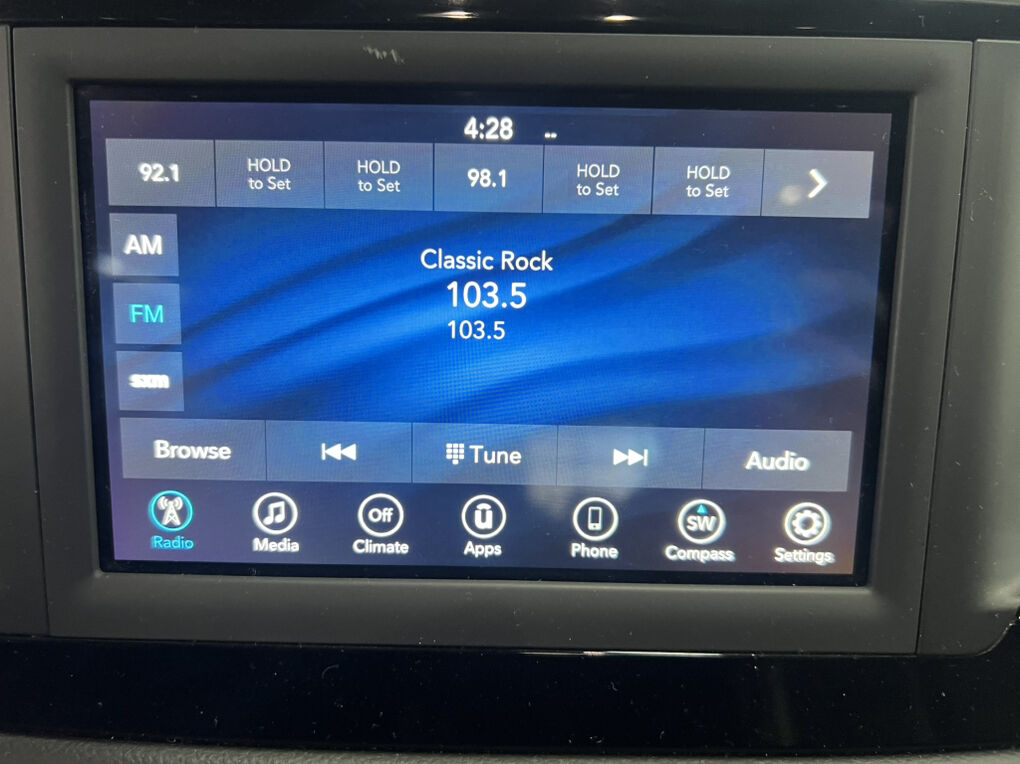 4:28 --
92.1
HOLD
to Set
HOLD
to Set
98.1
HOLD
to Set
HOLD
to Set
AM
Classic Rock
103.5
103.5
FM
sxm
Browse
Tune
Audio
Off
SW
Radio
Media
Climate
Apps
Phone
Compass
Settings